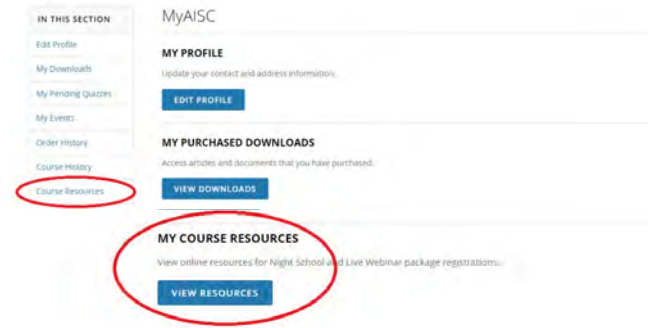 IN THIS SECTION
Edit Profile
My Downloads
My Pending Quizzes
My Events
Order History
Course History
Course Resources
MyAISC
MY PROFILE
Update your contact and address information.
EDIT PROFILE
MY PURCHASED DOWNLOADS
Access articles and documents that you have purchased.
VIEW DOWNLOADS
MY COURSE RESOURCES
View online resources for Night School and Live Webinar package registrations.
VIEW RESOURCES